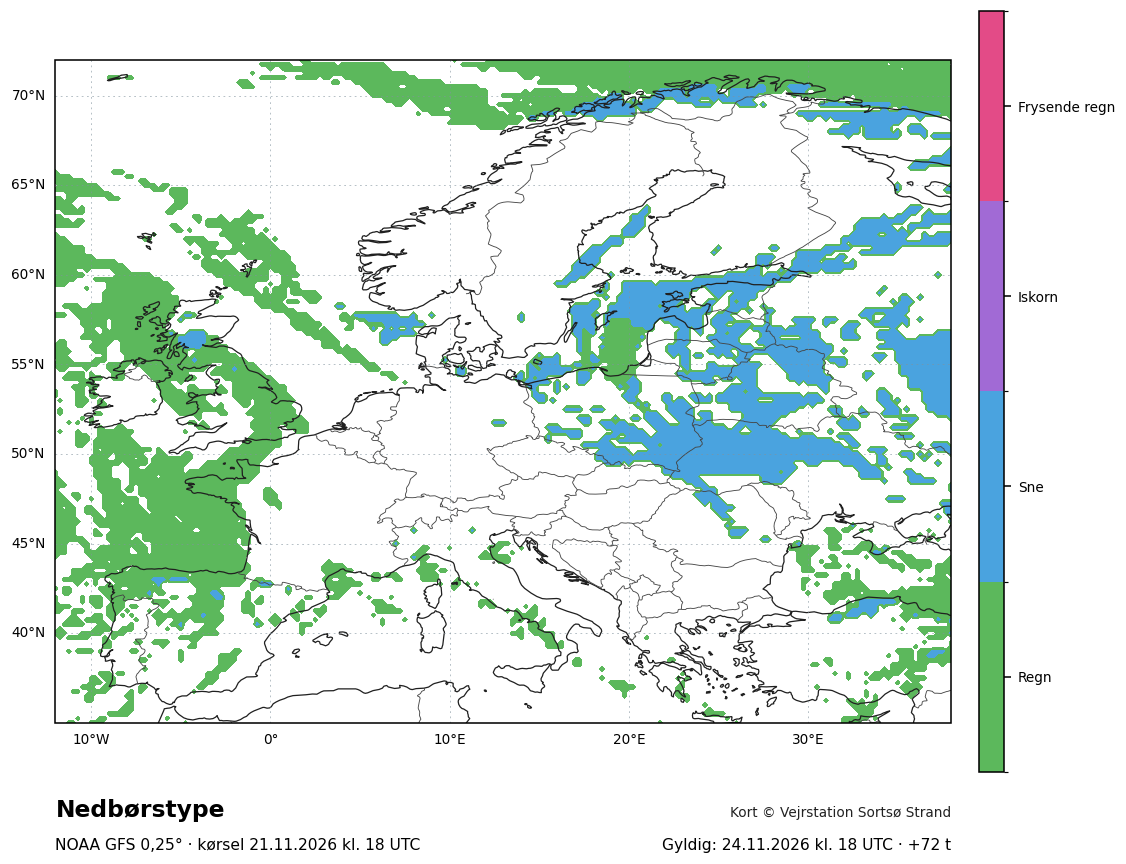 70°N
65°N
60°N
55°N
50°N
45°N
40°N
10°W
0°
10°E
20°E
30°E
Frysende regn
Iskorn
Sne
Regn
Nedbørstype
Kort © Vejrstation Sortsø Strand
NOAA GFS 0,25° · kørsel 21.11.2026 kl. 18 UTC
Gyldig: 24.11.2026 kl. 18 UTC · +72 t